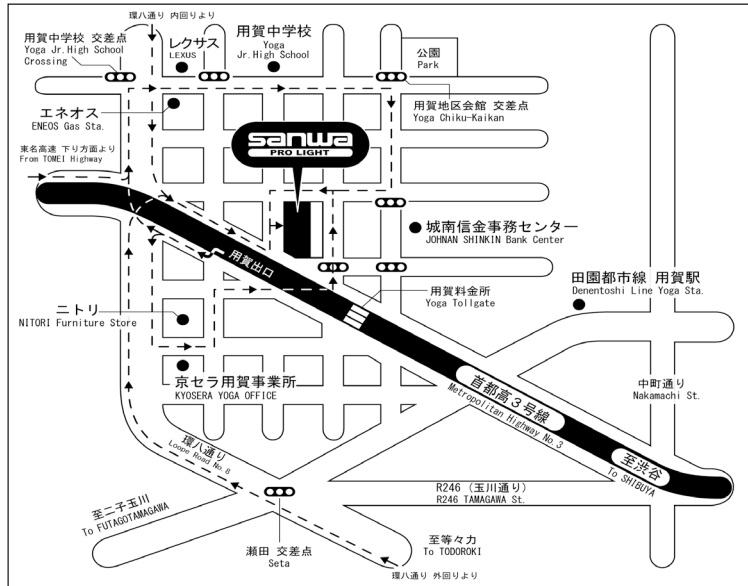 環八通り 内回りより
用賀中学校 交差点
Yoga Jr.High School
Crossing
レクサス
LEXUS
用賀中学校
Yoga
Jr.High School
公園
Park
エネオス
ENEOS Gas Sta.
用賀地区会館 交差点
Yoga Chiku-Kaikan
sanwa
PRO LIGHT
東名高速 下り方面より
From TOMEI Highway
城南信金事務センター
JOHNAN SHINKIN Bank Center
用賀出口
用賀料金所
Yoga Tollgate
田園都市線 用賀駅
Denentoshi Line Yoga Sta.
ニトリ
NITORI Furniture Store
京セラ用賀事業所
KYOSERA YOGA OFFICE
首都高3号線
Metropolitan Highway No.3
中町通り
Nakamachi St.
至渋谷
To SHIBUYA
環八通り
Loope Road No.8
R246 (玉川通り)
R246 TAMAGAWA St.
至二子玉川
To FUTAGOTAMAGAWA
瀬田 交差点
Seta
至等々力
To TODOROKI
環八通り 外回りより